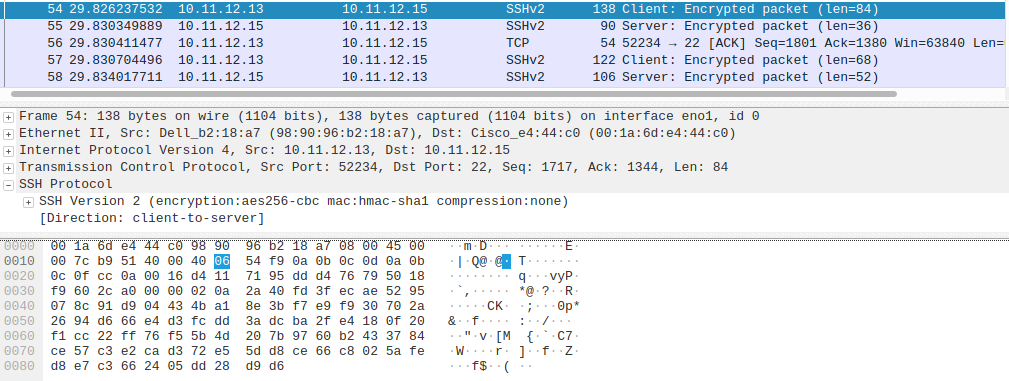 54 29.826237532 10.11.12.13 10.11.12.15 SSHv2 138 Client: Encrypted packet (len=84)
55 29.830349889 10.11.12.15 10.11.12.13 SSHv2 90 Server: Encrypted packet (len=36)
56 29.830411477 10.11.12.13 10.11.12.15 TCP 54 52234 → 22 [ACK] Seq=1801 Ack=1380 Win=63840 Len=
57 29.830704496 10.11.12.13 10.11.12.15 SSHv2 122 Client: Encrypted packet (len=68)
58 29.834017711 10.11.12.15 10.11.12.13 SSHv2 106 Server: Encrypted packet (len=52)
Frame 54: 138 bytes on wire (1104 bits), 138 bytes captured (1104 bits) on interface eno1, id 0
Ethernet II, Src: Dell_b2:18:a7 (98:90:96:b2:18:a7), Dst: Cisco_e4:44:c0 (00:1a:6d:e4:44:c0)
Internet Protocol Version 4, Src: 10.11.12.13, Dst: 10.11.12.15
Transmission Control Protocol, Src Port: 52234, Dst Port: 22, Seq: 1717, Ack: 1344, Len: 84
SSH Protocol
SSH Version 2 (encryption:aes256-cbc mac:hmac-sha1 compression:none)
[Direction: client-to-server]
0000 00 1a 6d e4 44 c0 98 90 96 b2 18 a7 08 00 45 00 ··m·D··· ······E·
0010 00 7c b9 51 40 00 40 06 54 f9 0a 0b 0c 0d 0a 0b ·|·Q@·@· T·······
0020 0c 0f cc 0a 00 16 d4 11 71 95 dd d4 76 79 50 18 ········ q···vyP·
0030 f9 60 2c a0 00 00 02 0a 2a 40 fd 3f ec ae 52 95 ·`,····· *@·?··R·
0040 07 8c 91 d9 04 43 4b a1 8e 3b f7 e9 f9 30 70 2a ·····CK· ·;···0p*
0050 26 94 d6 66 e4 d3 fc dd 3a dc ba 2f e4 18 0f 20 &··f···· :··/···
0060 f1 cc 22 ff 76 f5 5b 4d 20 7b 97 60 b2 43 37 84 ··"·v·[M {·`·C7·
0070 ce 57 c3 e2 ca d3 72 e5 5d d8 ce 66 c8 02 5a fe ·W····r· ]··f··Z·
0080 d8 e7 c3 66 24 05 dd 28 d9 d6 ···f$··( ··